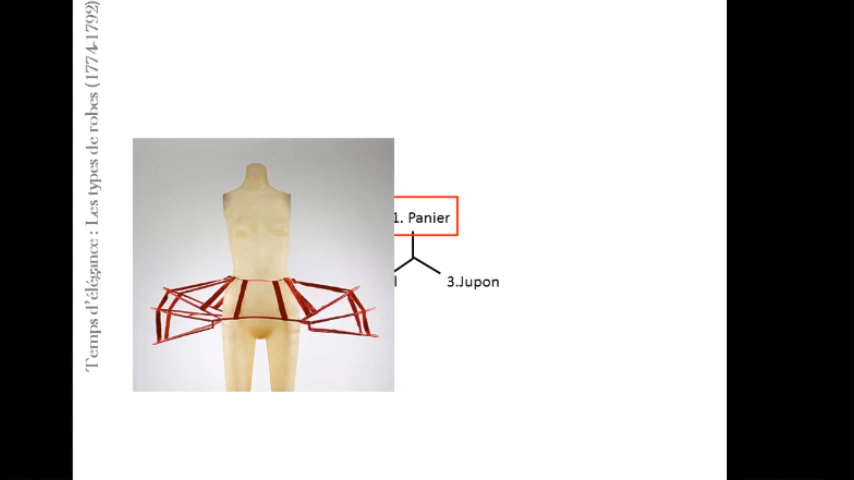 Temps d'élégance : Les types de robes (1774-1792)
1. Panier
l
3.Jupon